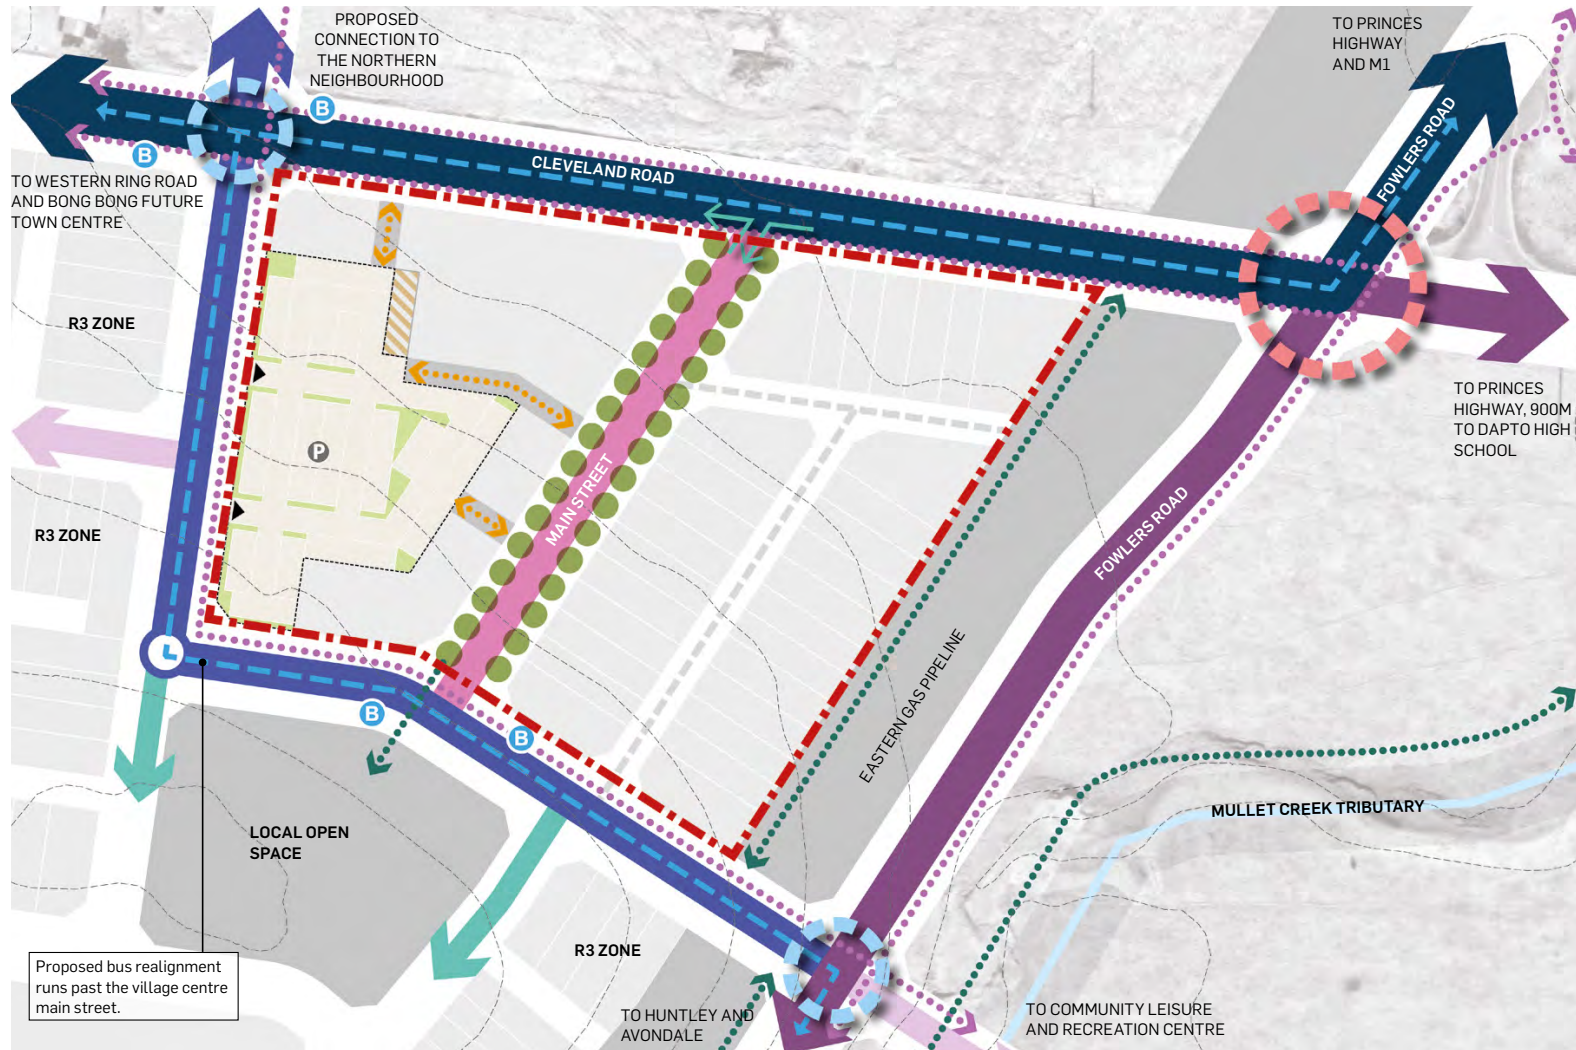 PROPOSED
CONNECTION TO
THE NORTHERN
NEIGHBOURHOOD
TO PRINCES
HIGHWAY
AND M1
B
B
CLEVELAND ROAD
FOWLERS ROAD
TO WESTERN RING ROAD
AND BONG BONG FUTURE
TOWN CENTRE
R3 ZONE
TO PRINCES
HIGHWAY, 900M
TO DAPTO HIGH
SCHOOL
P
MAIN STREET
R3 ZONE
FOWLERS ROAD
EASTERN GAS PIPELINE
B
B
MULLET CREEK TRIBUTARY
LOCAL OPEN
SPACE
R3 ZONE
Proposed bus realignment
runs past the village centre
main street.
TO HUNTLEY AND
AVONDALE
TO COMMUNITY LEISURE
AND RECREATION CENTRE